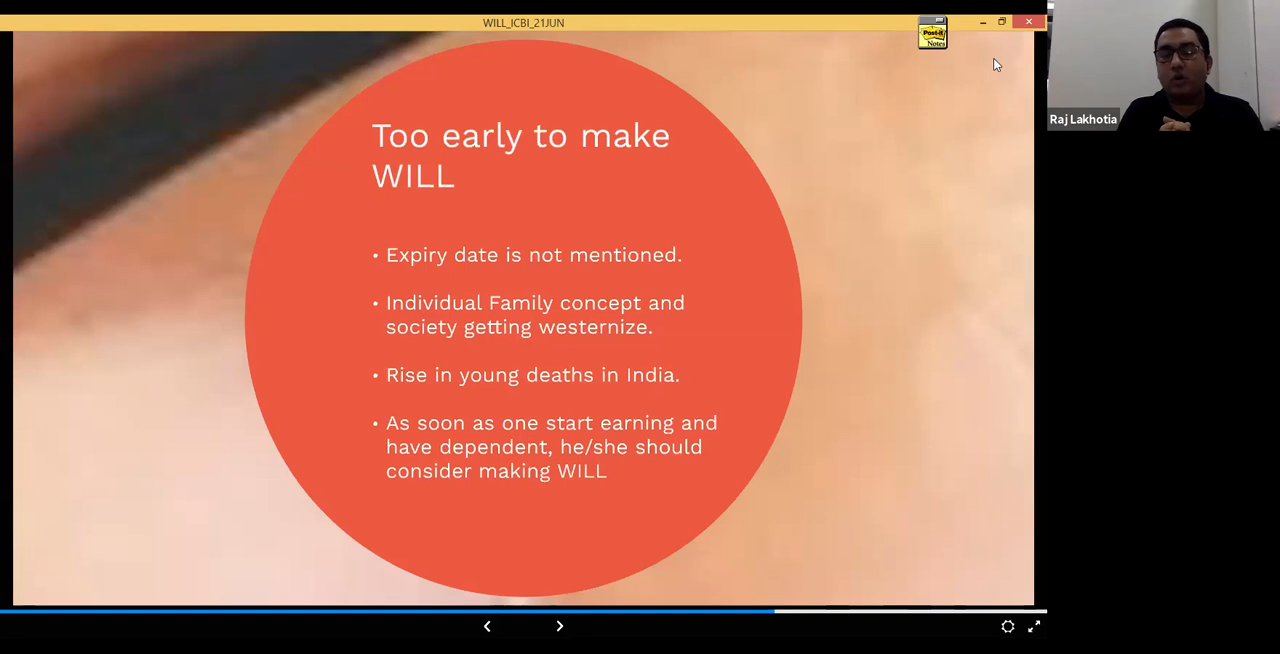 WILL_ICBI_21JUN
Post-it
Notes
Raj Lakhotia
Too early to make
WILL
• Expiry date is not mentioned.
• Individual Family concept and
society getting westernize.
• Rise in young deaths in India.
• As soon as one start earning and
have dependent, he/she should
consider making WILL